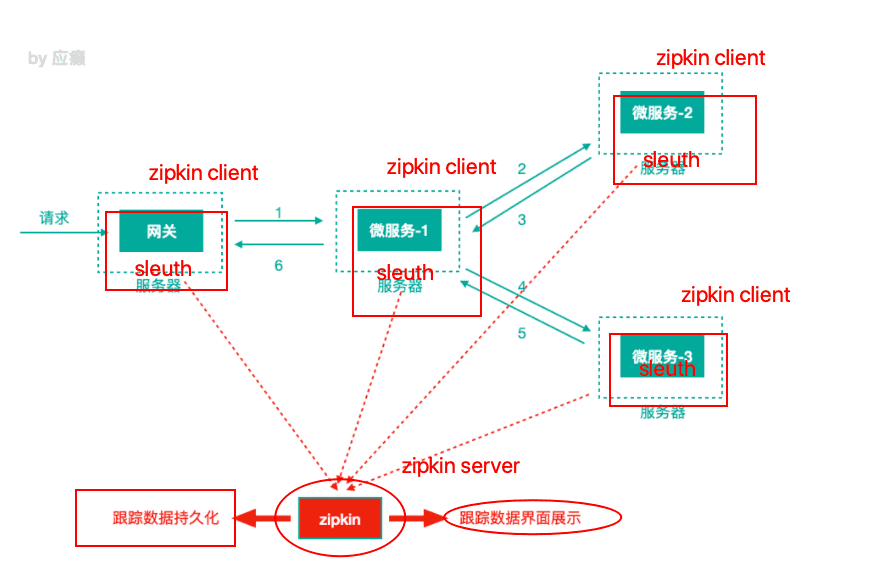 by 应癫
zipkin client
微服务-2
sleuth
服务器
zipkin client
zipkin client
2
请求
网关
1
微服务-1
3
sleuth
服务器
6
sleuth
服务器
4
5
zipkin client
微服务-3
sleuth
服务器
zipkin server
跟踪数据持久化
zipkin
跟踪数据界面展示